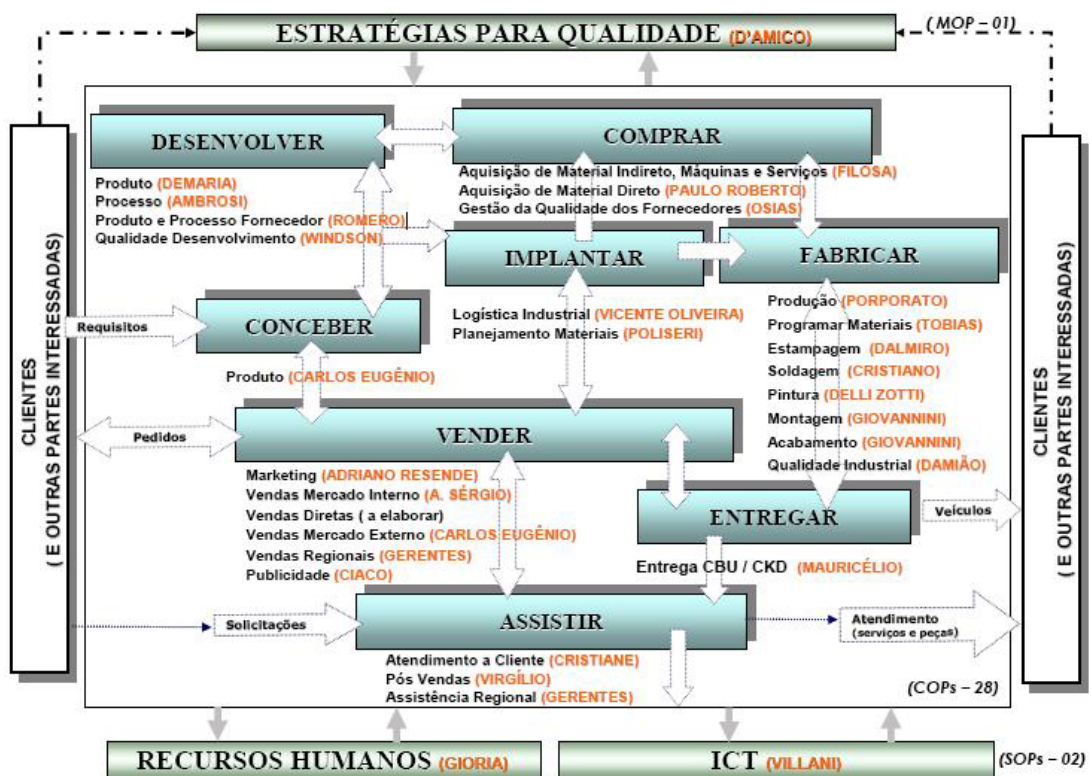 ( MOP – 01)
ESTRATÉGIAS PARA QUALIDADE (D'AMICO)
CLIENTES
( E OUTRAS PARTES INTERESSADAS)
DESENVOLVER
Produto (DEMARIA)
Processo (AMBROSI)
Produto e Processo Fornecedor (ROMERO)
Qualidade Desenvolvimento (WINDSON)
COMPRAR
Aquisição de Material Indireto, Máquinas e Serviços (FILOSA)
Aquisição de Material Direto (PAULO ROBERTO)
Gestão da Qualidade dos Fornecedores (OSIAS)
IMPLANTAR
Logística Industrial (VICENTE OLIVEIRA)
Planejamento Materiais (POLISERI)
FABRICAR
Produção (PORPORATO)
Programar Materiais (TOBIAS)
Estampagem (DALMIRO)
Soldagem (CRISTIANO)
Pintura (DELLI ZOTTI)
Montagem (GIOVANNINI)
Acabamento (GIOVANNINI)
Qualidade Industrial (DAMIÃO)
Requisitos
CONCEBER
Produto (CARLOS EUGÊNIO)
Pedidos
VENDER
Marketing (ADRIANO RESENDE)
Vendas Mercado Interno (A. SÉRGIO)
Vendas Diretas ( a elaborar)
Vendas Mercado Externo (CARLOS EUGÊNIO)
Vendas Regionais (GERENTES)
Publicidade (CIACO)
ENTREGAR
Entrega CBU / CKD (MAURICÉLIO)
Veículos
Solicitações
ASSISTIR
Atendimento a Cliente (CRISTIANE)
Pós Vendas (VIRGÍLIO)
Assistência Regional (GERENTES)
Atendimento
(serviços e peças)
CLIENTES
( E OUTRAS PARTES INTERESSADAS)
(COPs – 28)
RECURSOS HUMANOS (GIORIA)
ICT (VILLANI)
(SOPs – 02)